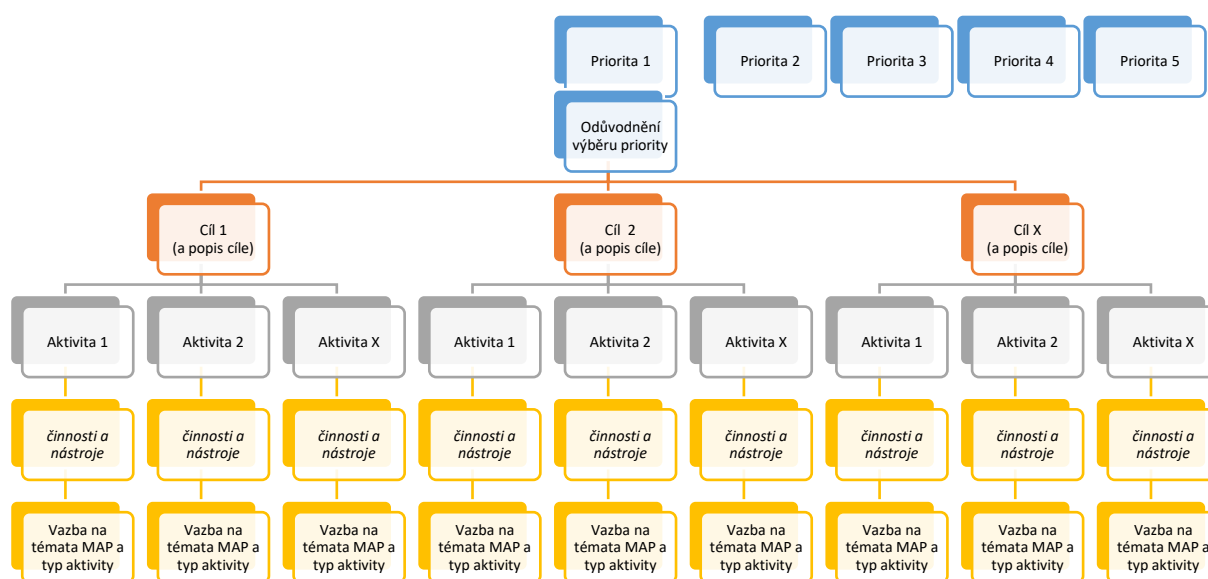 Priorita 1
Priorita 2
Priorita 3
Priorita 4
Priorita 5
Odůvodnění
výběru priority
Cíl 1
(a popis cíle)
Cíl 2
(a popis cíle)
Cíl X
(a popis cíle)
Aktivita 1
Aktivita 2
Aktivita X
Aktivita 1
Aktivita 2
Aktivita X
Aktivita 1
Aktivita 2
Aktivita X
činnosti a
nástroje
činnosti a
nástroje
činnosti a
nástroje
činnosti a
nástroje
činnosti a
nástroje
činnosti a
nástroje
činnosti a
nástroje
činnosti a
nástroje
činnosti a
nástroje
Vazba na
témata MAP a
typ aktivity
Vazba na
témata MAP a
typ aktivity
Vazba na
témata MAP a
typ aktivity
Vazba na
témata MAP a
typ aktivity
Vazba na
témata MAP a
typ aktivity
Vazba na
témata MAP a
typ aktivity
Vazba na
témata MAP a
typ aktivity
Vazba na
témata MAP a
typ aktivity
Vazba na
témata MAP a
typ aktivity